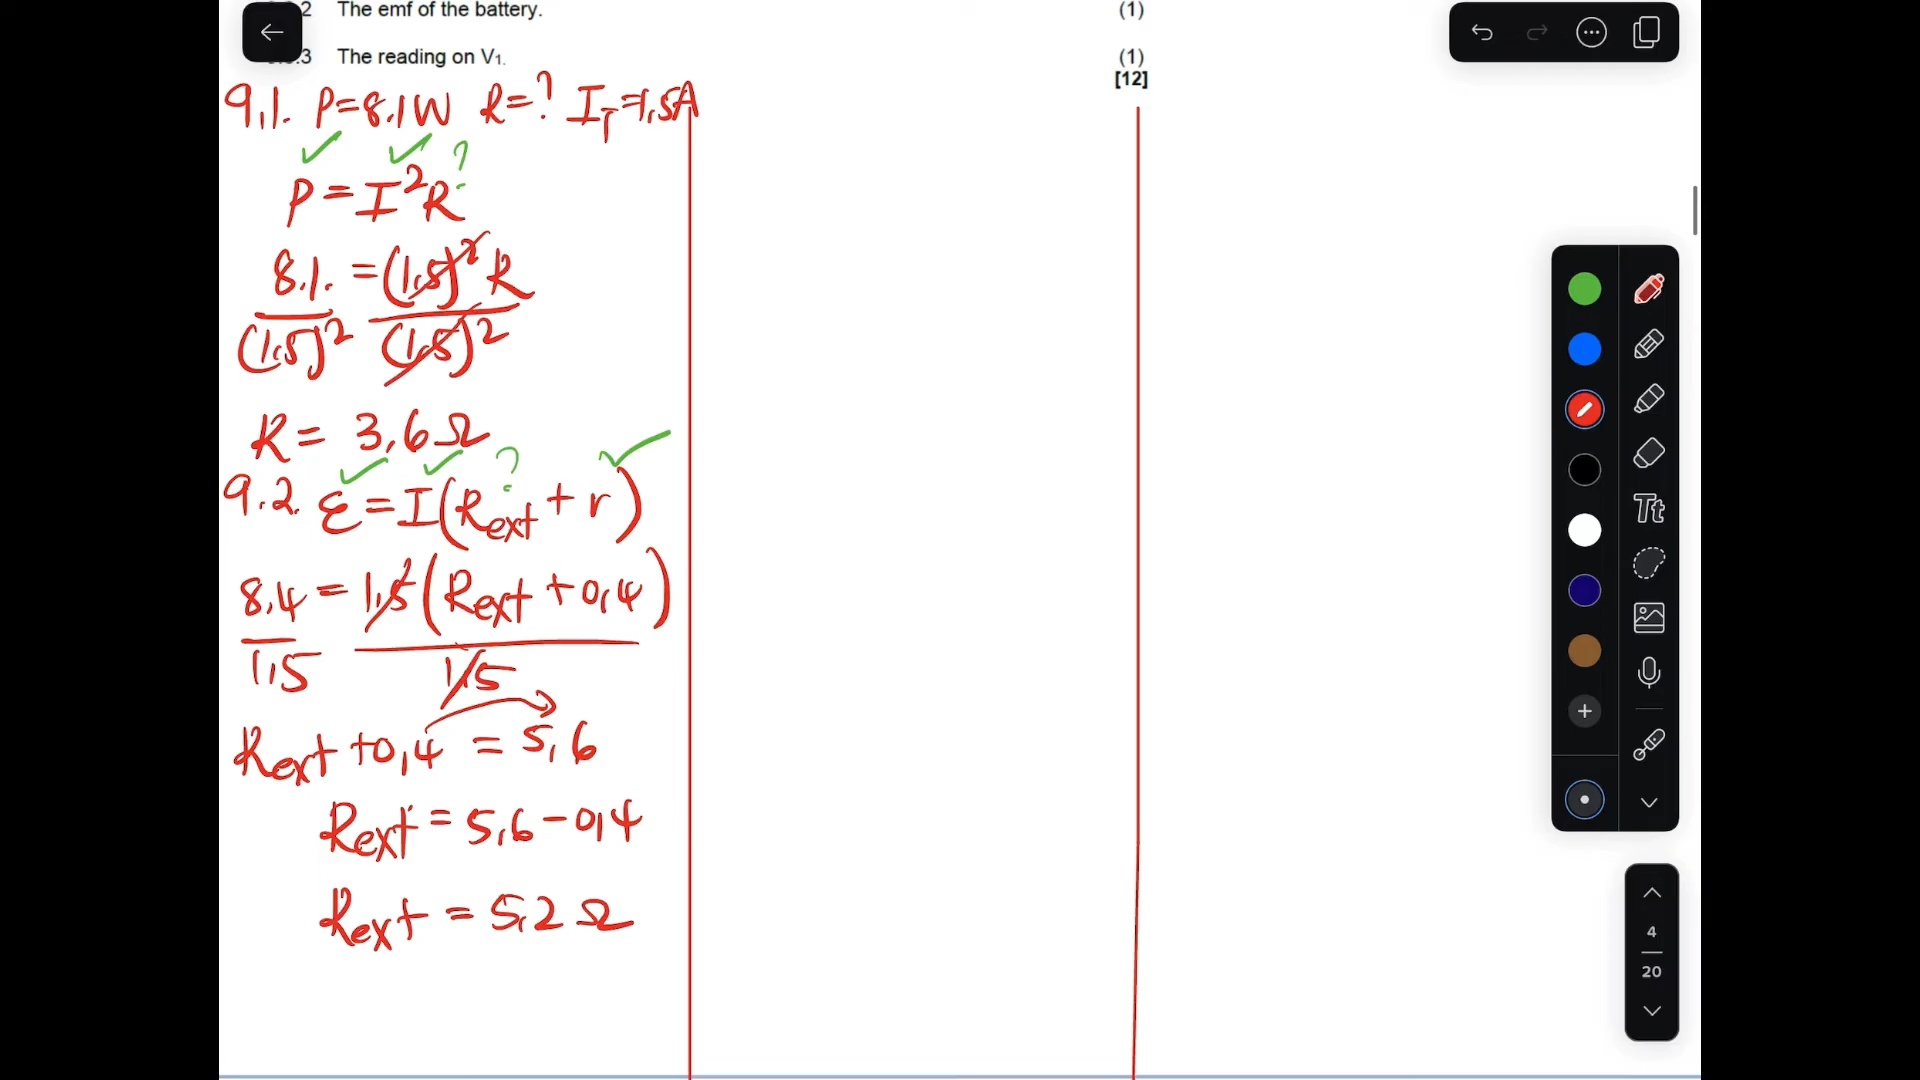 2 The emf of the battery. (1)
.3 The reading on V1. (1)
[12]
9.1. P=8.1W R=? IT=1.5A
P=I²R ?
8.1. =(1.5)²R
(1.5)² (1.5)²
R= 3,6Ω
9.2. ε=I(Rext+r) ?
8,4=1,5(Rext+0,4)
1,5 1,5
Rext+0,4 = 5,6
Rext=5,6-0,4
Rext = 5,2Ω
Tt
4
20